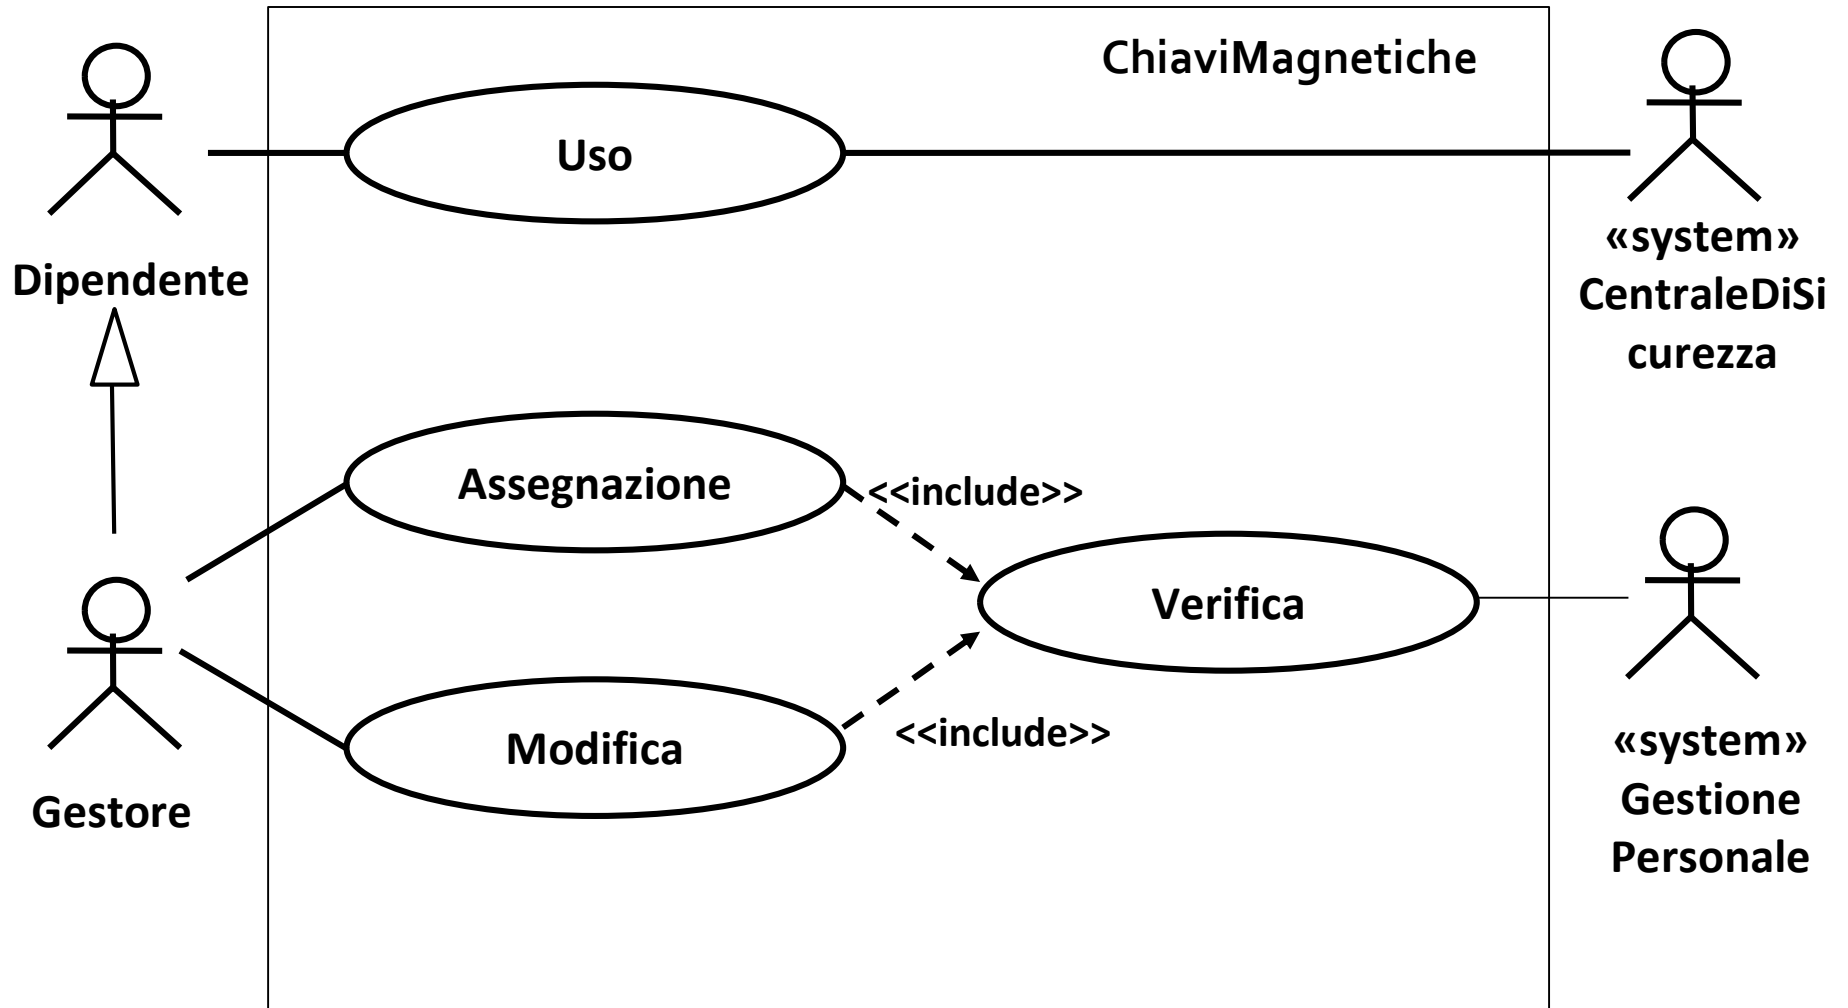 ChiaviMagnetiche
Uso
Dipendente
«system»
CentraleDiSi
curezza
Assegnazione
<<include>>
Verifica
Modifica
<<include>>
Gestore
«system»
Gestione
Personale